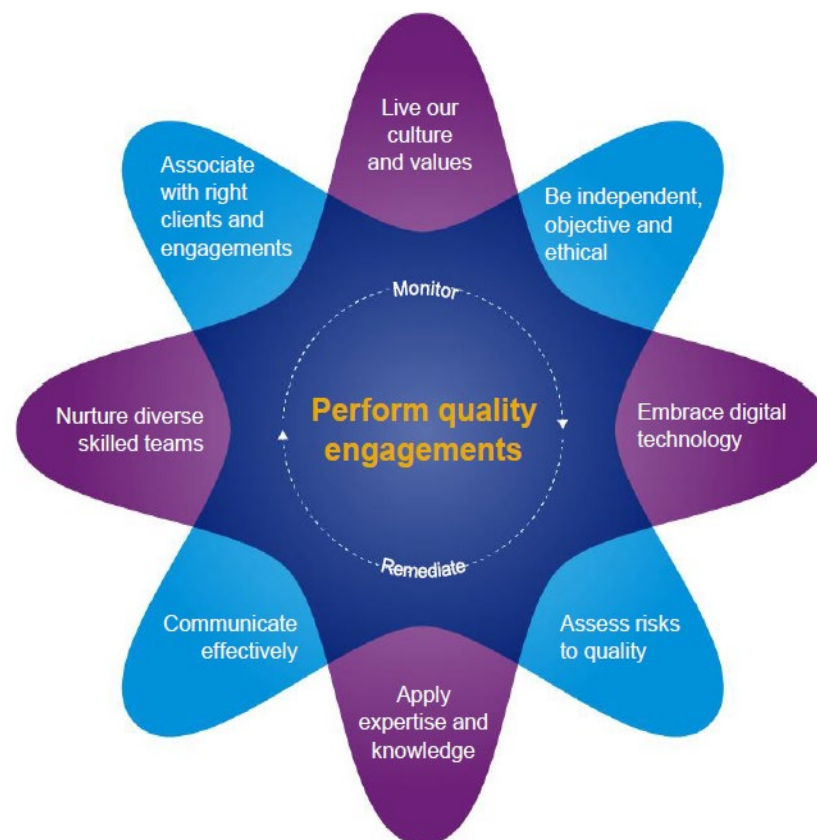 Live our
culture
and values
Be independent,
objective and
ethical
Embrace digital
technology
Assess risks
to quality
Apply
expertise and
knowledge
Communicate
effectively
Nurture diverse
skilled teams
Associate
with right
clients and
engagements
Monitor
Perform quality
engagements
Remediate